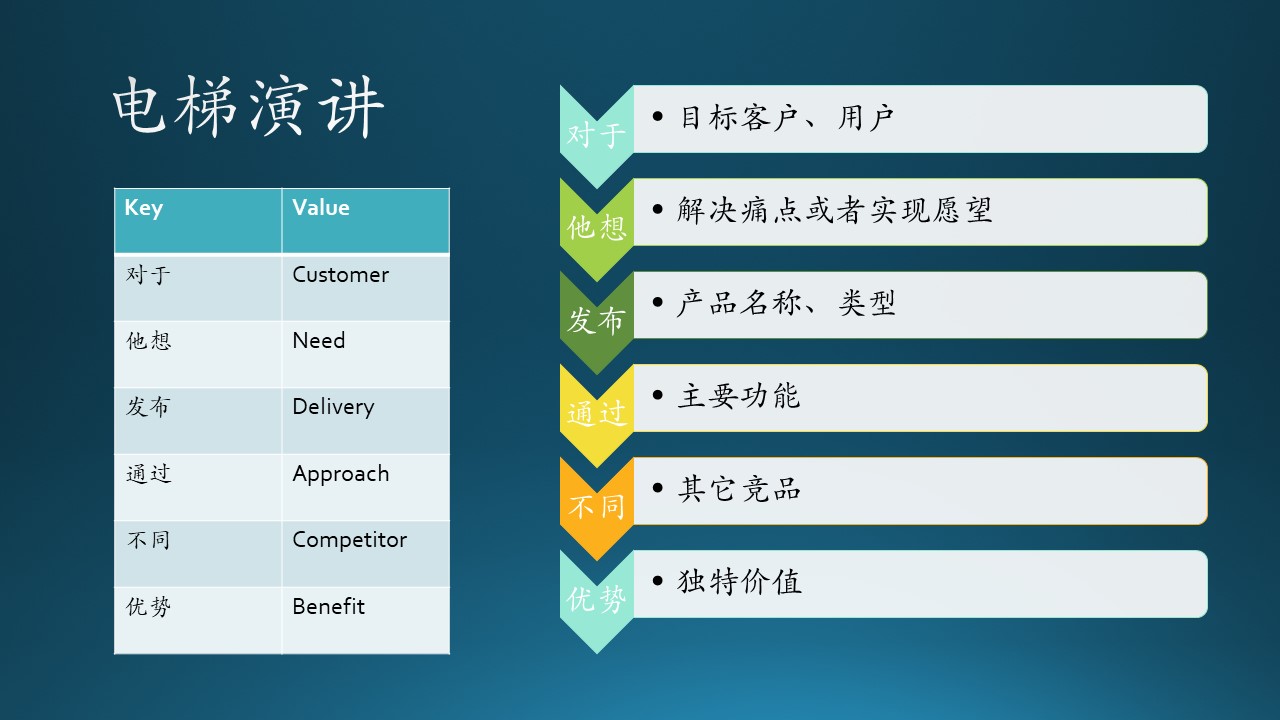 电梯演讲
Key Value
对于 Customer
他想 Need
发布 Delivery
通过 Approach
不同 Competitor
优势 Benefit
对于 • 目标客户、用户
他想 • 解决痛点或者实现愿望
发布 • 产品名称、类型
通过 • 主要功能
不同 • 其它竞品
优势 • 独特价值